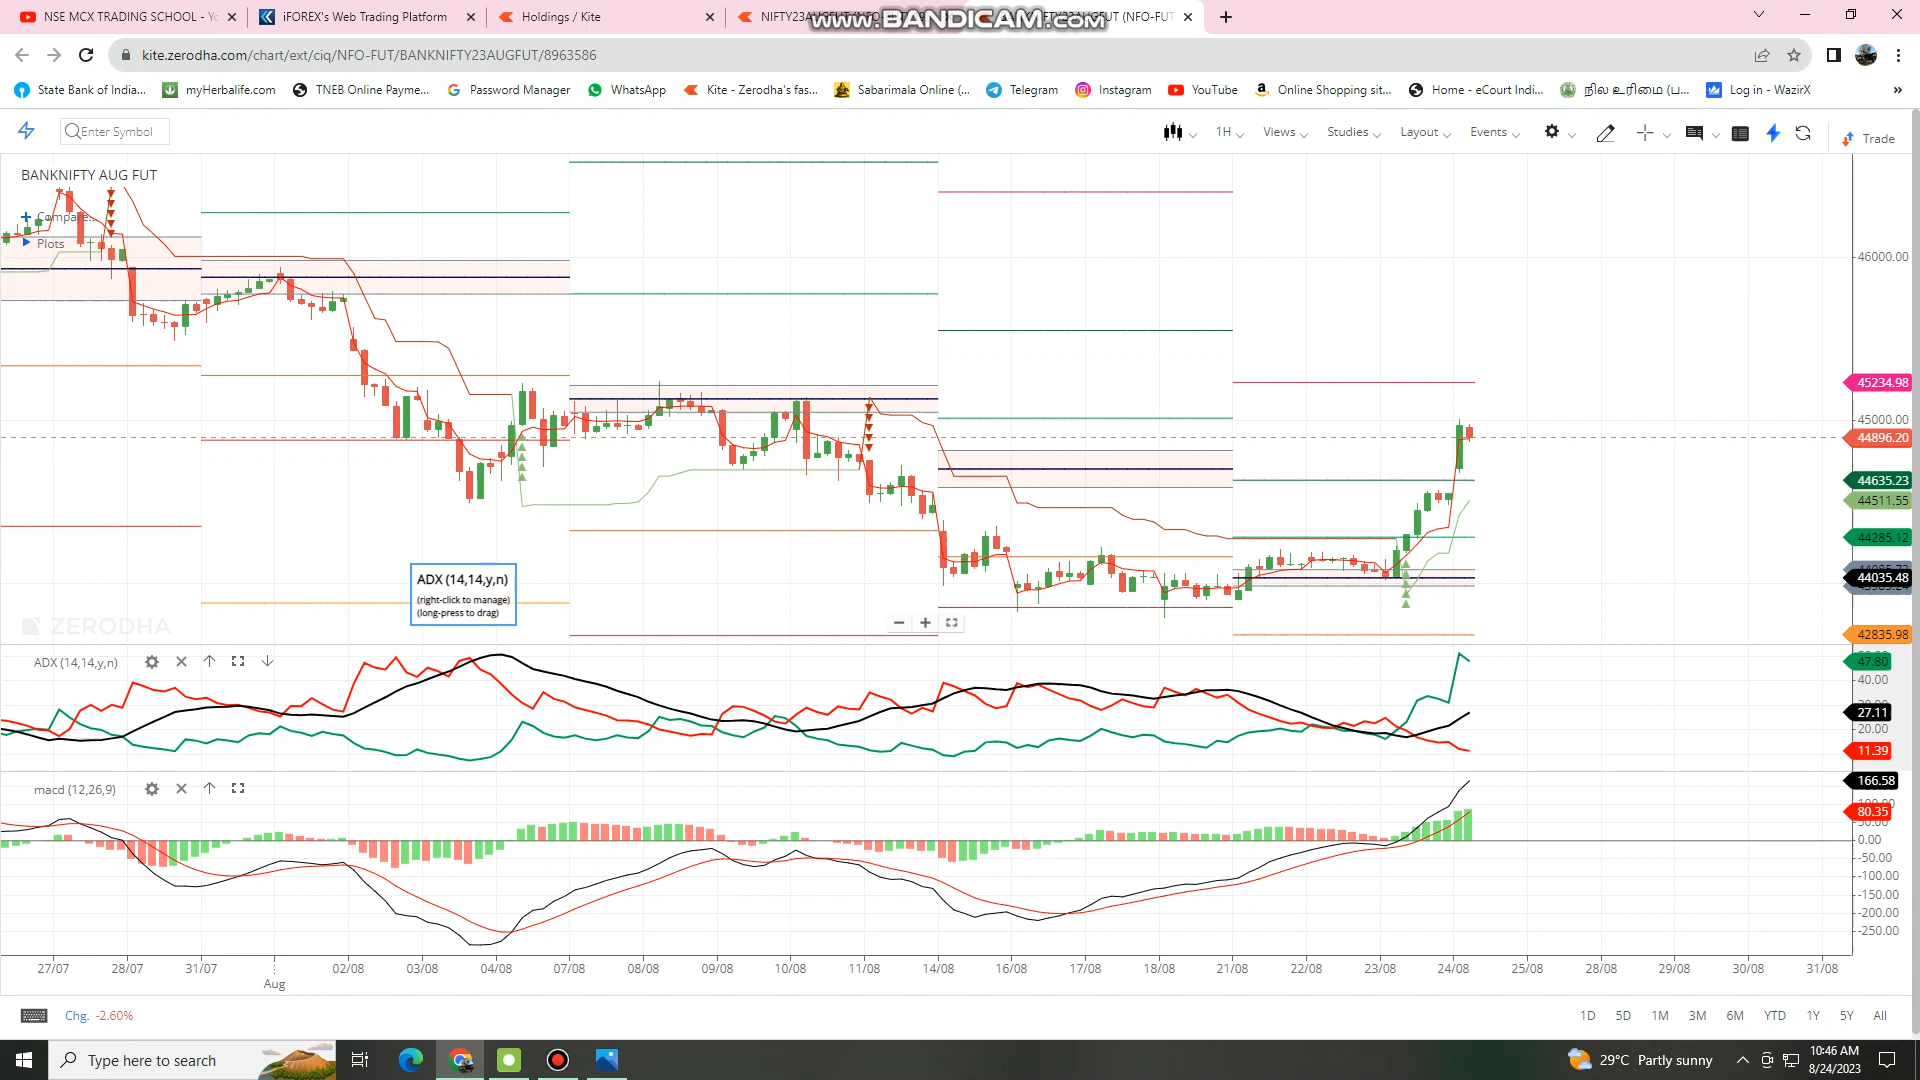 NSE MCX TRADING SCHOOL - Yo
iFOREX's Web Trading Platform
Holdings / Kite
NIFTY23AUGFUT (NFO-FUT)
BANKNIFTY23AUGFUT (NFO-FUT
www.BANDICAM.com
kite.zerodha.com/chart/ext/ciq/NFO-FUT/BANKNIFTY23AUGFUT/8963586
State Bank of India...
myHerbalife.com
TNEB Online Payme...
Password Manager
WhatsApp
Kite - Zerodha's fas...
Sabarimala Online (...
Telegram
Instagram
YouTube
Online Shopping sit...
Home - eCourt Indi...
நில உரிமை (ப...
Log in - WazirX
Enter Symbol
1H
Views
Studies
Layout
Events
Trade
BANKNIFTY AUG FUT
Compare...
Plots
46000.00
45234.98
45000.00
44896.20
44635.23
44511.55
44285.12
44035.48
42835.98
ADX (14,14,y,n)
(right-click to manage)
(long-press to drag)
ZERODHA
ADX (14,14,y,n)
47.80
40.00
27.11
20.00
11.39
macd (12,26,9)
166.58
80.35
50.00
0.00
-50.00
-100.00
-150.00
-200.00
-250.00
27/07 28/07 31/07 02/08 03/08 04/08 07/08 08/08 09/08 10/08 11/08 14/08 16/08 17/08 18/08 21/08 22/08 23/08 24/08 25/08 28/08 29/08 30/08 31/08
Aug
Chg. -2.60%
1D 5D 1M 3M 6M YTD 1Y 5Y All
Type here to search
29°C Partly sunny
10:46 AM
8/24/2023